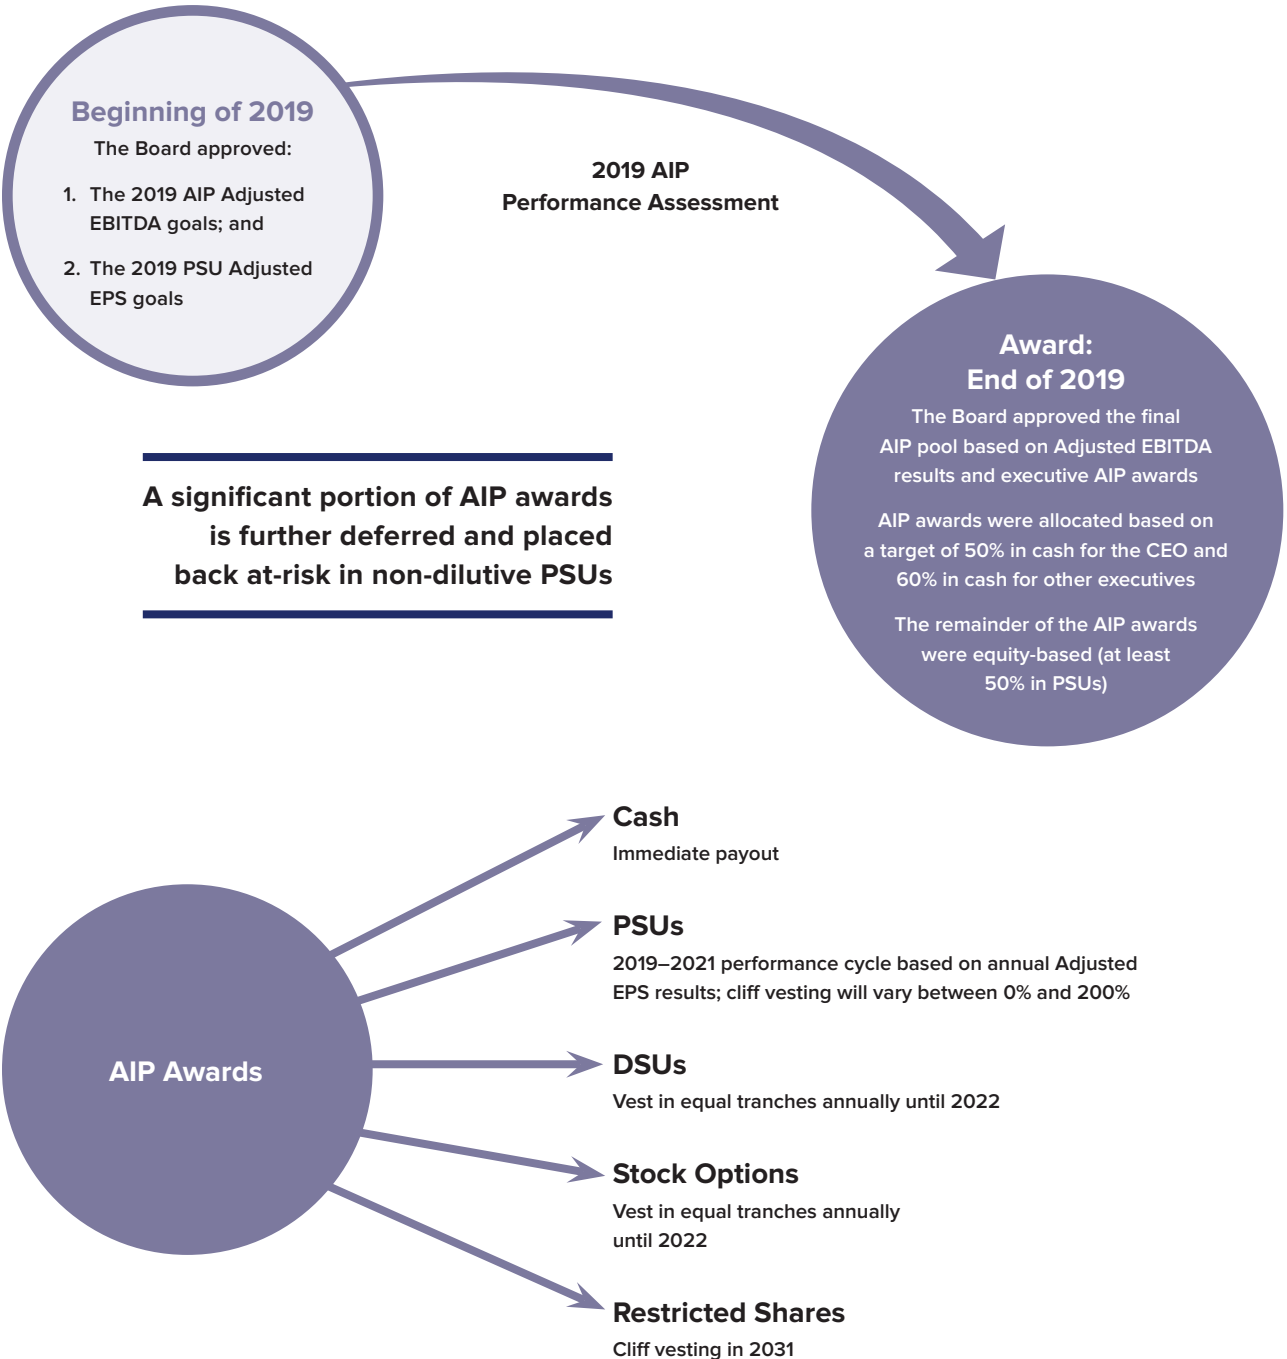 Beginning of 2019
The Board approved:
1. The 2019 AIP Adjusted
EBITDA goals; and
2. The 2019 PSU Adjusted
EPS goals
2019 AIP
Performance Assessment
Award:
End of 2019
The Board approved the final
AIP pool based on Adjusted EBITDA
results and executive AIP awards
AIP awards were allocated based on
a target of 50% in cash for the CEO and
60% in cash for other executives
The remainder of the AIP awards
were equity-based (at least
50% in PSUs)
A significant portion of AIP awards
is further deferred and placed
back at-risk in non-dilutive PSUs
AIP Awards
Cash
Immediate payout
PSUs
2019–2021 performance cycle based on annual Adjusted
EPS results; cliff vesting will vary between 0% and 200%
DSUs
Vest in equal tranches annually until 2022
Stock Options
Vest in equal tranches annually
until 2022
Restricted Shares
Cliff vesting in 2031